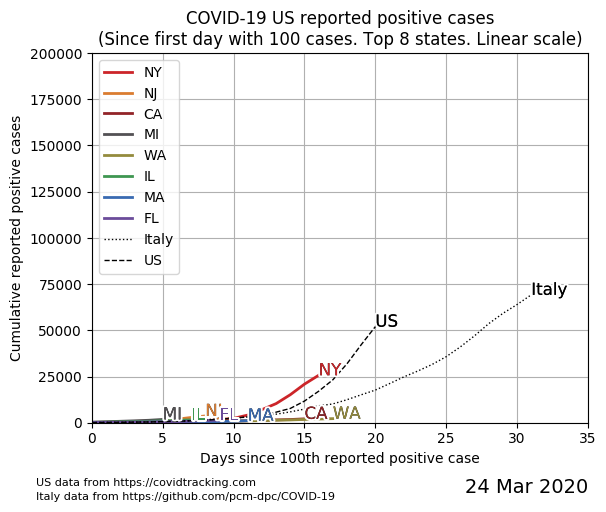 COVID-19 US reported positive cases
(Since first day with 100 cases. Top 8 states. Linear scale)
Cumulative reported positive cases
200000
175000
150000
125000
100000
75000
50000
25000
0
NY
NJ
CA
MI
WA
IL
MA
FL
Italy
US
Italy
US
NY
MI
IL
NJ
FL
MA
CA
WA
0 5 10 15 20 25 30 35
Days since 100th reported positive case
US data from https://covidtracking.com
Italy data from https://github.com/pcm-dpc/COVID-19
24 Mar 2020